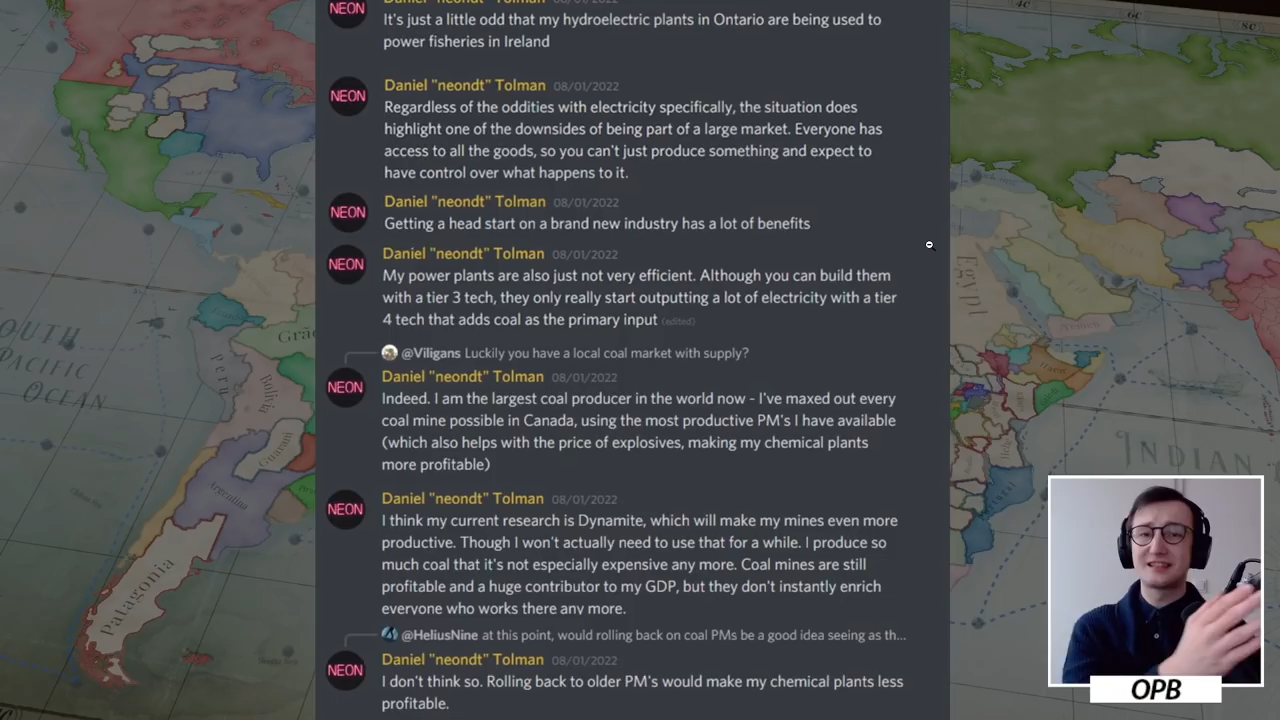 Daniel "neondt" Tolman 08/01/2022
NEON
It's just a little odd that my hydroelectric plants in Ontario are being used to
power fisheries in Ireland
NEON
Daniel "neondt" Tolman 08/01/2022
Regardless of the oddities with electricity specifically, the situation does
highlight one of the downsides of being part of a large market. Everyone has
access to all the goods, so you can't just produce something and expect to
have control over what happens to it.
NEON
Daniel "neondt" Tolman 08/01/2022
Getting a head start on a brand new industry has a lot of benefits
NEON
Daniel "neondt" Tolman 08/01/2022
My power plants are also just not very efficient. Although you can build them
with a tier 3 tech, they only really start outputting a lot of electricity with a tier
4 tech that adds coal as the primary input (edited)
@Viligans Luckily you have a local coal market with supply?
NEON
Daniel "neondt" Tolman 08/01/2022
Indeed. I am the largest coal producer in the world now - I've maxed out every
coal mine possible in Canada, using the most productive PM's I have available
(which also helps with the price of explosives, making my chemical plants
more profitable)
NEON
Daniel "neondt" Tolman 08/01/2022
I think my current research is Dynamite, which will make my mines even more
productive. Though I won't actually need to use that for a while. I produce so
much coal that it's not especially expensive any more. Coal mines are still
profitable and a huge contributor to my GDP, but they don't instantly enrich
everyone who works there any more.
@HeliusNine at this point, would rolling back on coal PMs be a good idea seeing as th...
NEON
Daniel "neondt" Tolman 08/01/2022
I don't think so. Rolling back to older PM's would make my chemical plants less
profitable.
SOUTH
PACIFIC
OCEAN
Peru
Bolivia
Guarani
Argentina
Patagonia
Egypt
INDIAN
OPB